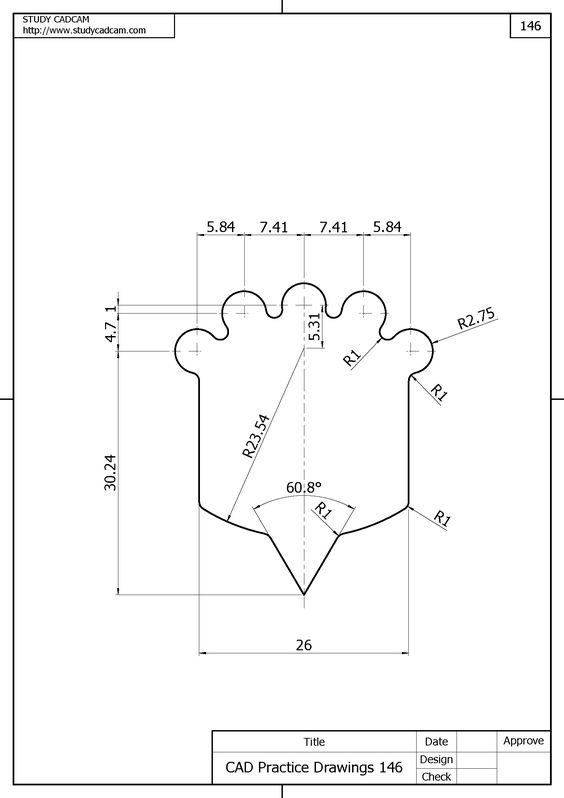 STUDY CADCAM
http://www.studycadcam.com
146
5.84 7.41 7.41 5.84
1
4.7
5.31
R2.75
R1
R1
R23.54
30.24
60.8°
R1
R1
26
Title Date Approve
CAD Practice Drawings 146 Design
Check